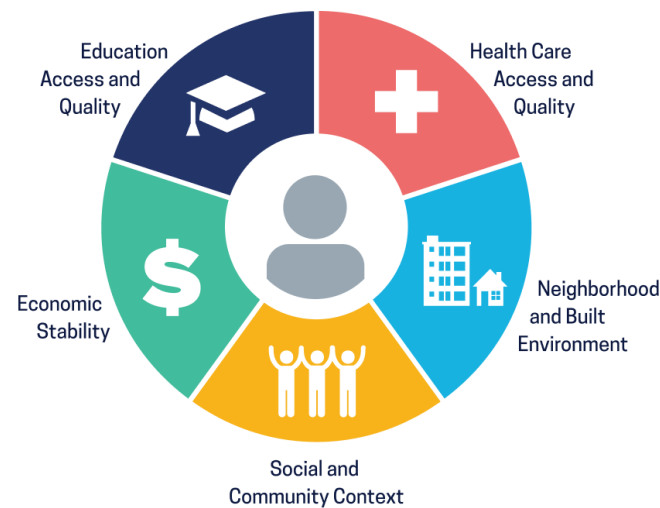 Education
Access and
Quality
Health Care
Access and
Quality
Economic
Stability
Neighborhood
and Built
Environment
Social and
Community Context